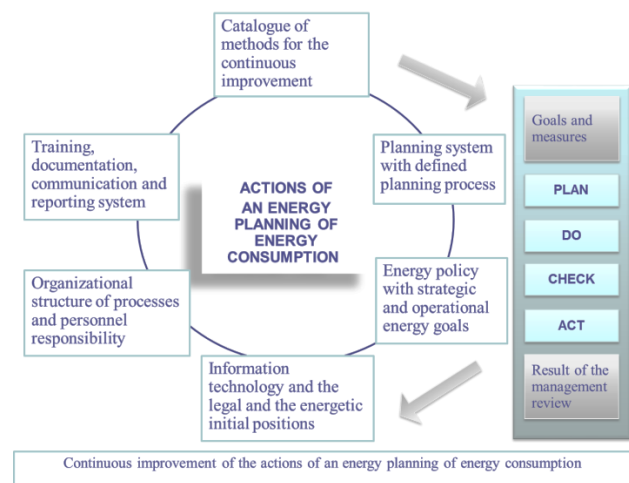 Catalogue of
methods for the
continuous
improvement
Training,
documentation,
communication and
reporting system
Planning system
with defined
planning process
ACTIONS OF
AN ENERGY
PLANNING OF
ENERGY
CONSUMPTION
Organizational
structure of processes
and personnel
responsibility
Energy policy
with strategic
and operational
energy goals
Information
technology and the
legal and the energetic
initial positions
Goals and
measures
PLAN
DO
CHECK
ACT
Result of the
management
review
Continuous improvement of the actions of an energy planning of energy consumption